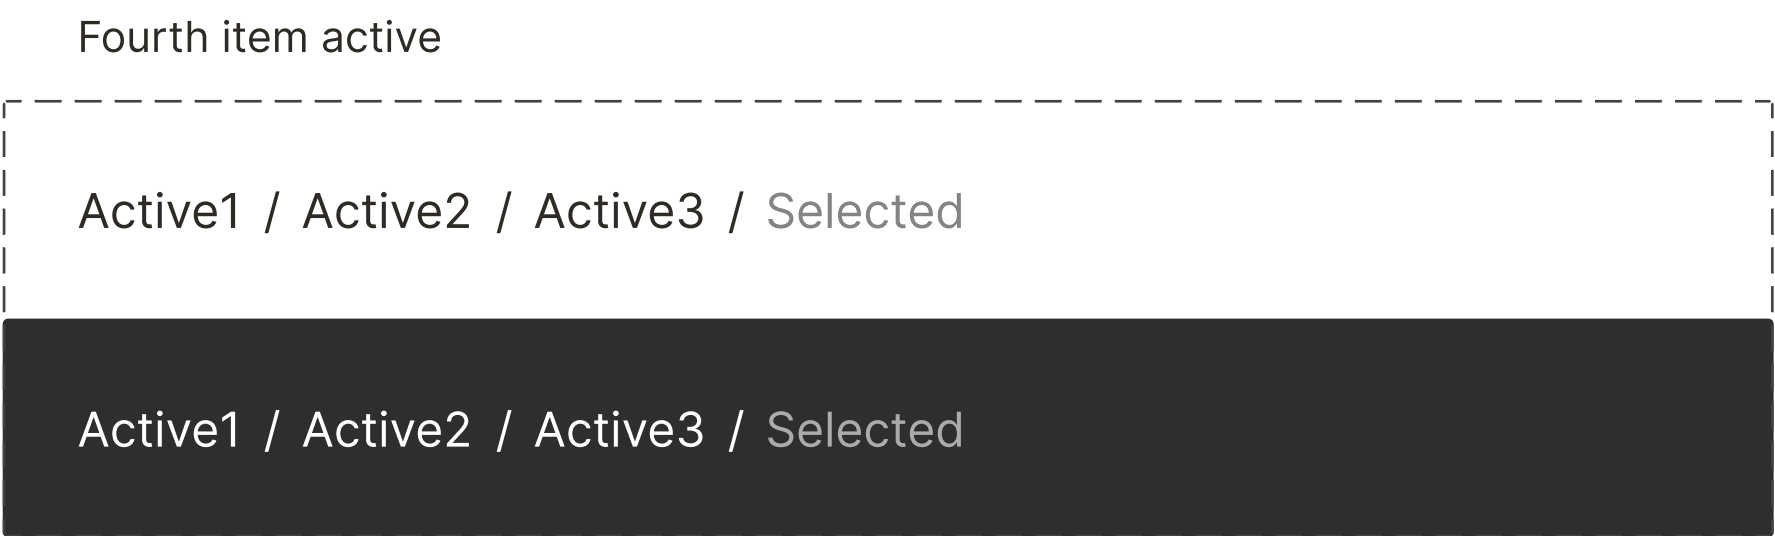 Fourth item active
Active1 / Active2 / Active3 / Selected
Active1 / Active2 / Active3 / Selected